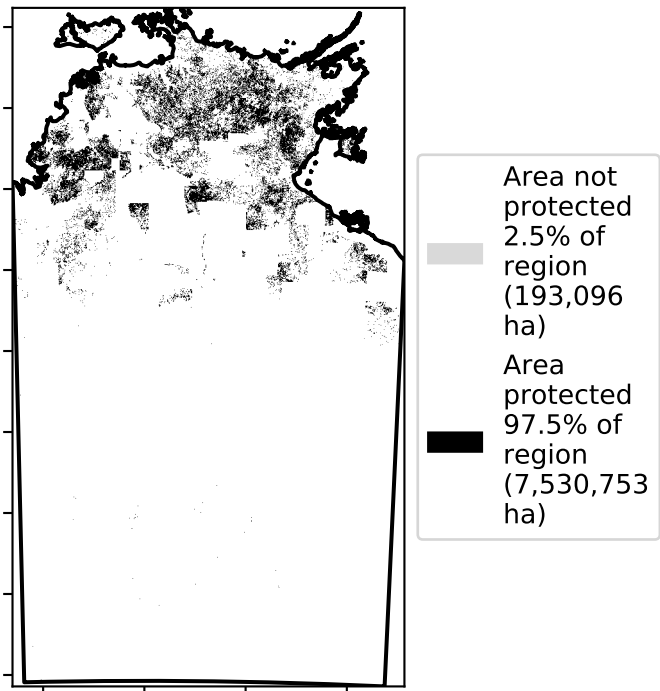 Area not
protected
2.5% of
region
(193,096
ha)
Area
protected
97.5% of
region
(7,530,753
ha)